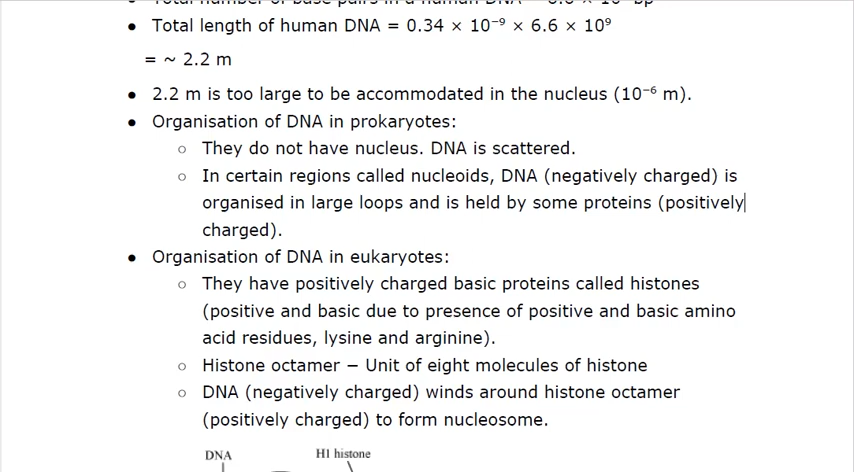 • Total length of human DNA = 0.34 × 10⁻⁹ × 6.6 × 10⁹
= ~ 2.2 m
• 2.2 m is too large to be accommodated in the nucleus (10⁻⁶ m).
• Organisation of DNA in prokaryotes:
○ They do not have nucleus. DNA is scattered.
○ In certain regions called nucleoids, DNA (negatively charged) is
organised in large loops and is held by some proteins (positively
charged).
• Organisation of DNA in eukaryotes:
○ They have positively charged basic proteins called histones
(positive and basic due to presence of positive and basic amino
acid residues, lysine and arginine).
○ Histone octamer − Unit of eight molecules of histone
○ DNA (negatively charged) winds around histone octamer
(positively charged) to form nucleosome.
DNA H1 histone